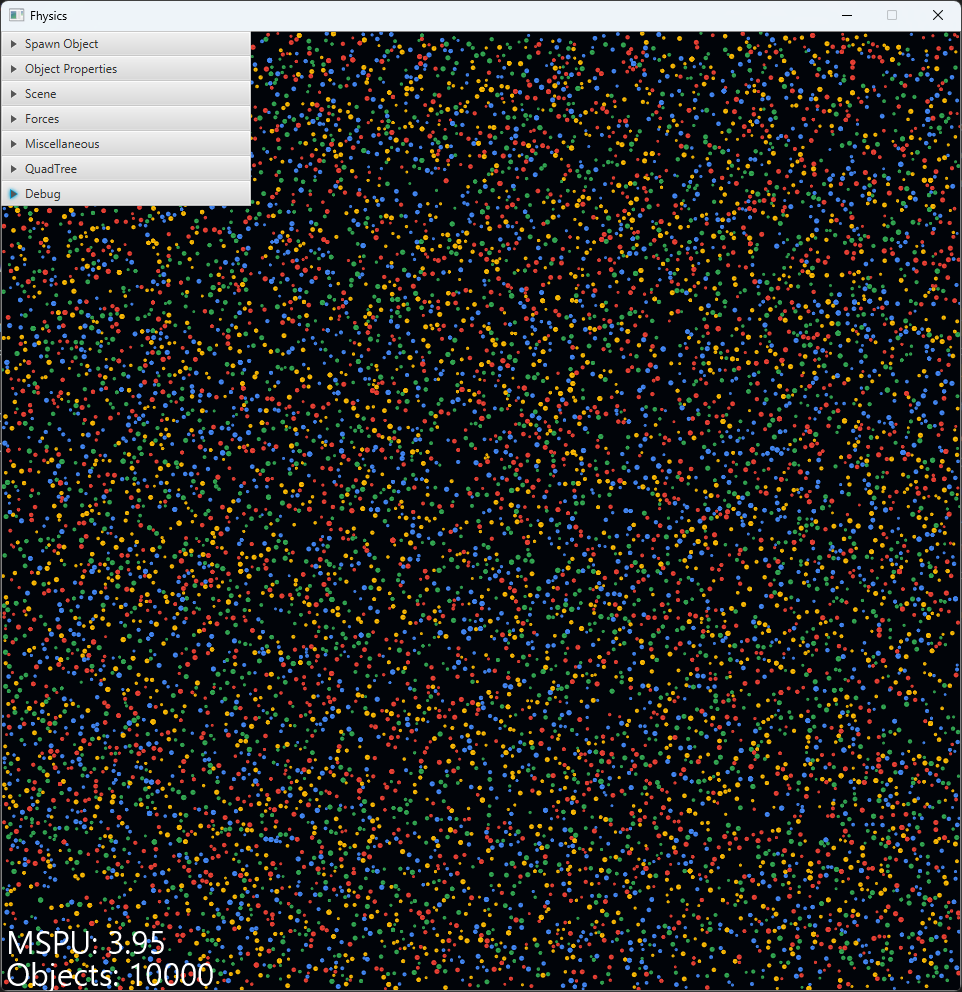 Fhysics
Spawn Object
Object Properties
Scene
Forces
Miscellaneous
QuadTree
Debug
MSPU: 3.95
Objects: 10000